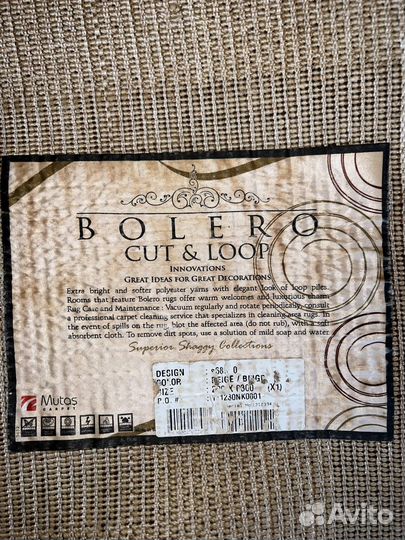 BOLERO
CUT & LOOP
INNOVATIONS
GREAT IDEAS FOR GREAT DECORATIONS
Extra bright and softer polyester yarns with elegant look of loop piles.
Rooms that feature Bolero rugs offer warm welcomes and luxurious charm.
Rug Care and Maintenance : Vacuum regularly and rotate periodically, consult
a professional carpet cleaning service that specializes in cleaning area rugs. In
the event of spills on the rug, blot the affected area (do not rub), with a soft
absorbent cloth. To remove dirt spots, use a solution of mild soap and water
Superior Shaggy Collections
DESIGN :
COLOR : BEIGE / BEIGE
SIZE : X (X1)
P.O. # :
Mutas
CARPET
Avito